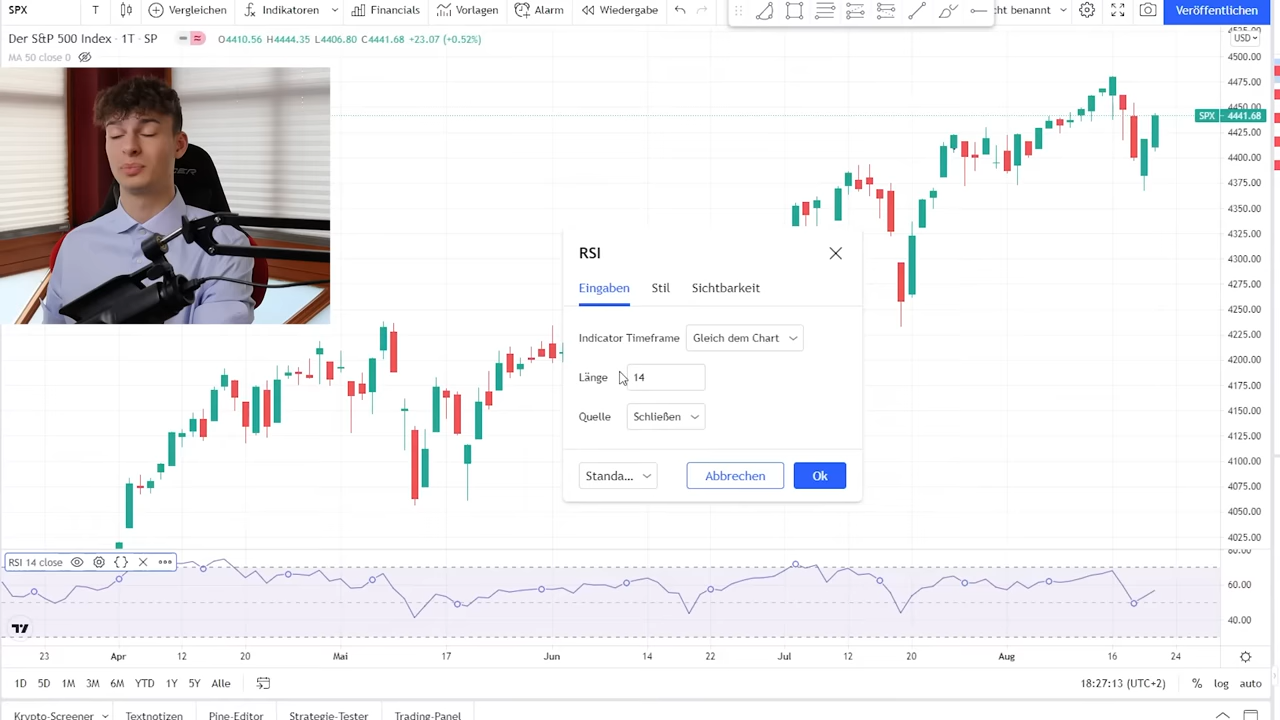 SPX T Vergleichen Indikatoren Financials Vorlagen Alarm Wiedergabe cht benannt Veröffentlichen
Der S&P 500 Index · 1T · SP O4410.56 H4444.35 L4406.80 C4441.68 +23.07 (+0.52%) USD
MA 50 close 0
4500.00
4475.00
4450.00
SPX 4441.68
4425.00
4400.00
4375.00
4350.00
4325.00
4300.00
4275.00
4250.00
4225.00
4200.00
4175.00
4150.00
4125.00
4100.00
4075.00
4050.00
4025.00
RSI
Eingaben Stil Sichtbarkeit
Indicator Timeframe Gleich dem Chart
Länge 14
Quelle Schließen
Standa... Abbrechen Ok
RSI 14 close
80.00
60.00
40.00
23 Apr 12 20 Mai 17 Jun 14 22 Jul 12 20 Aug 16 24
1D 5D 1M 3M 6M YTD 1Y 5Y Alle 18:27:13 (UTC+2) % log auto
Krypto-Screener Textnotizen Pine-Editor Strategie-Tester Trading-Panel